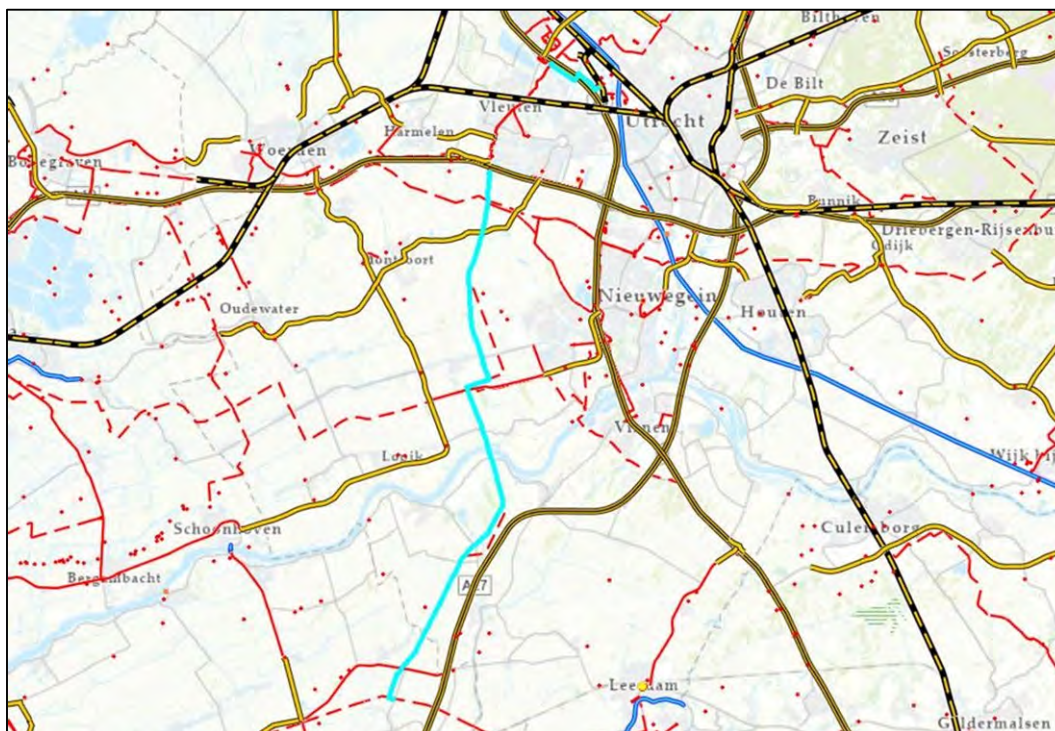 Bilthoven
Soesterberg
De Bilt
Vleuten
Utrecht
Harmelen
Zeist
Woerden
Bodegraven
Bunnik
Driebergen-Rijsenbu
Odijk
Montfoort
Nieuwegein
Oudewater
Houten
Vianen
Lopik
Wijk bij
Schoonhoven
Culemborg
Bergambacht
A27
Leerdam
Geldermalsen